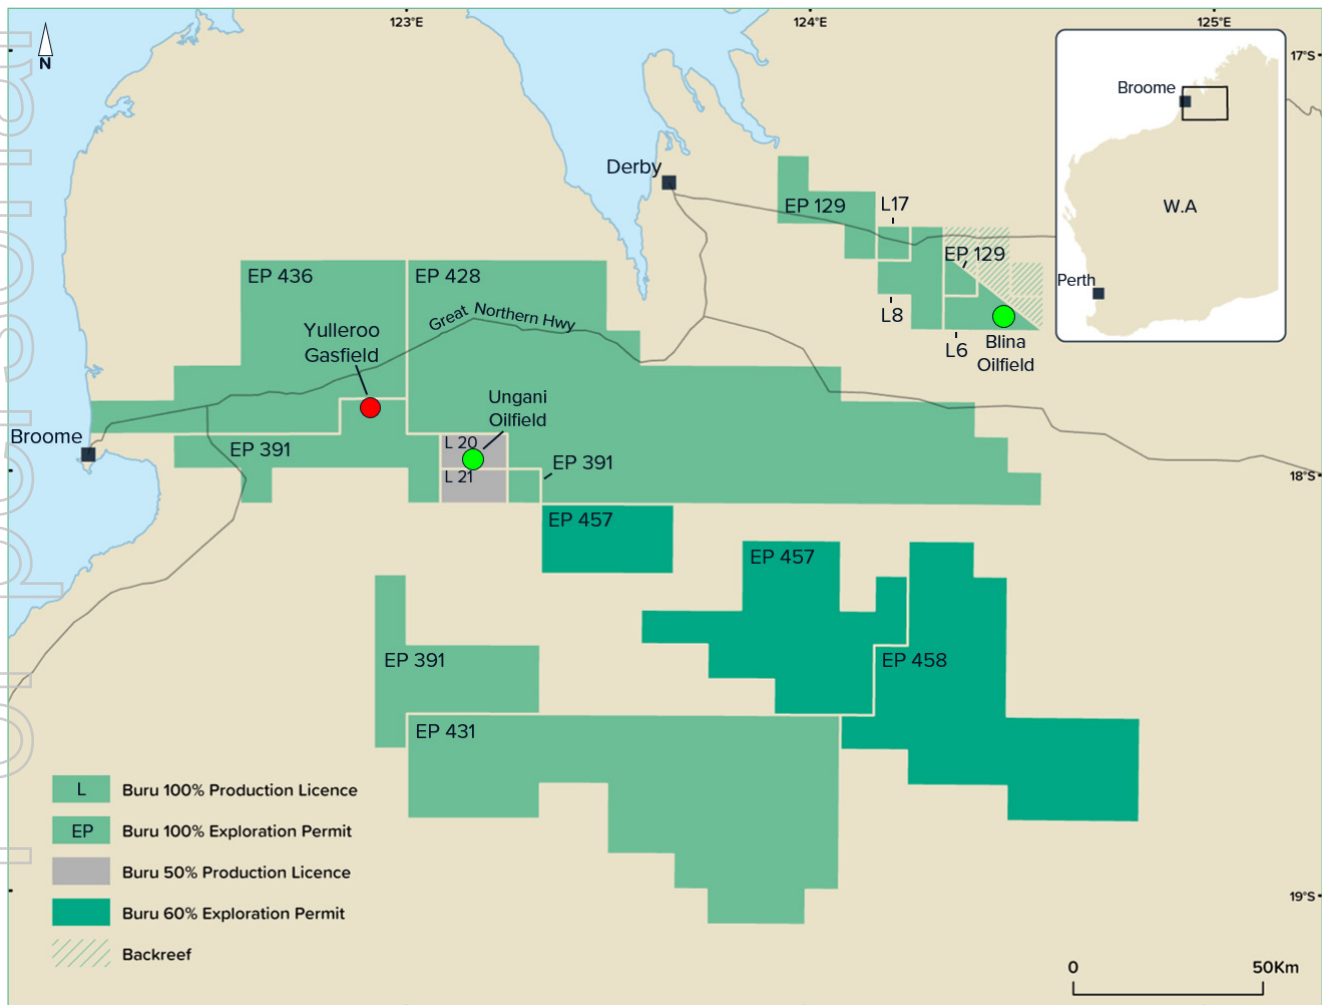 123°E
124°E
125°E
N
17°S
Broome
W.A
Perth
Derby
EP 129
L17
EP 129
L8
L6
Blina
Oilfield
EP 436
EP 428
Great Northern Hwy
Yulleroo
Gasfield
Ungani
Oilfield
Broome
EP 391
L 20
L 21
EP 391
18°S
EP 457
EP 457
EP 391
EP 458
EP 431
L Buru 100% Production Licence
EP Buru 100% Exploration Permit
Buru 50% Production Licence
Buru 60% Exploration Permit
Backreef
19°S
0 50Km